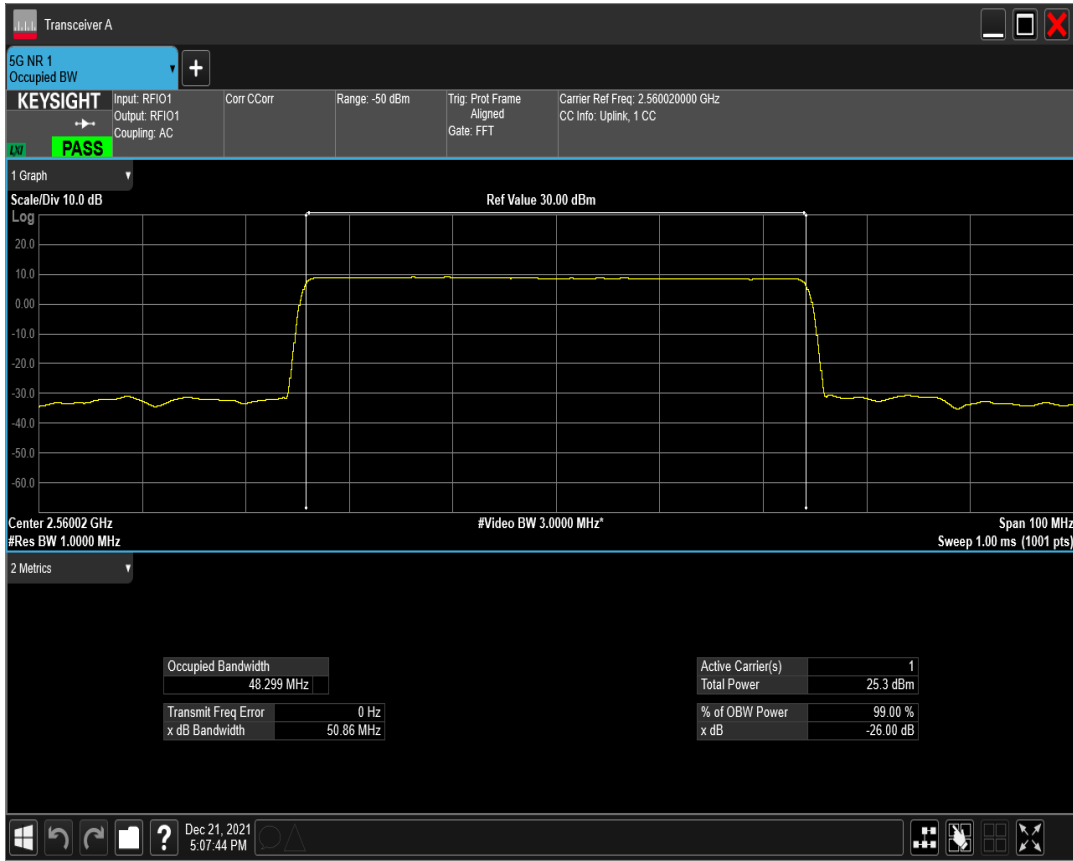 Transceiver A
5G NR 1
Occupied BW
+
KEYSIGHT
LXI
PASS
Input: RFIO1
Output: RFIO1
Coupling: AC
Corr CCorr
Range: -50 dBm
Trig: Prot Frame
Aligned
Gate: FFT
Carrier Ref Freq: 2.560020000 GHz
CC Info: Uplink, 1 CC
1 Graph
Scale/Div 10.0 dB
Ref Value 30.00 dBm
Log
20.0
10.0
0.00
-10.0
-20.0
-30.0
-40.0
-50.0
-60.0
Center 2.56002 GHz
#Video BW 3.0000 MHz*
Span 100 MHz
#Res BW 1.0000 MHz
Sweep 1.00 ms (1001 pts)
2 Metrics
Occupied Bandwidth
48.299 MHz
Transmit Freq Error 0 Hz
x dB Bandwidth 50.86 MHz
Active Carrier(s) 1
Total Power 25.3 dBm
% of OBW Power 99.00 %
x dB -26.00 dB
?
Dec 21, 2021
5:07:44 PM